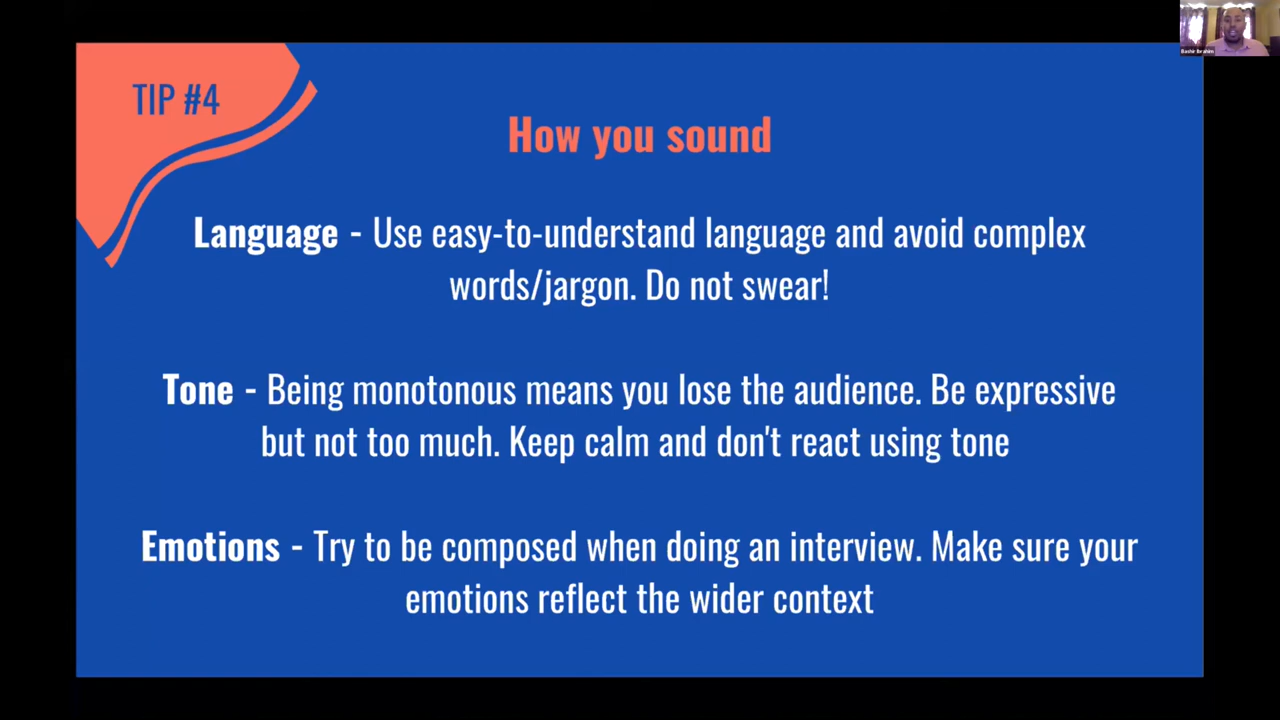 TIP #4
How you sound
Language - Use easy-to-understand language and avoid complex
words/jargon. Do not swear!
Tone - Being monotonous means you lose the audience. Be expressive
but not too much. Keep calm and don't react using tone
Emotions - Try to be composed when doing an interview. Make sure your
emotions reflect the wider context
Bashir Ibrahim